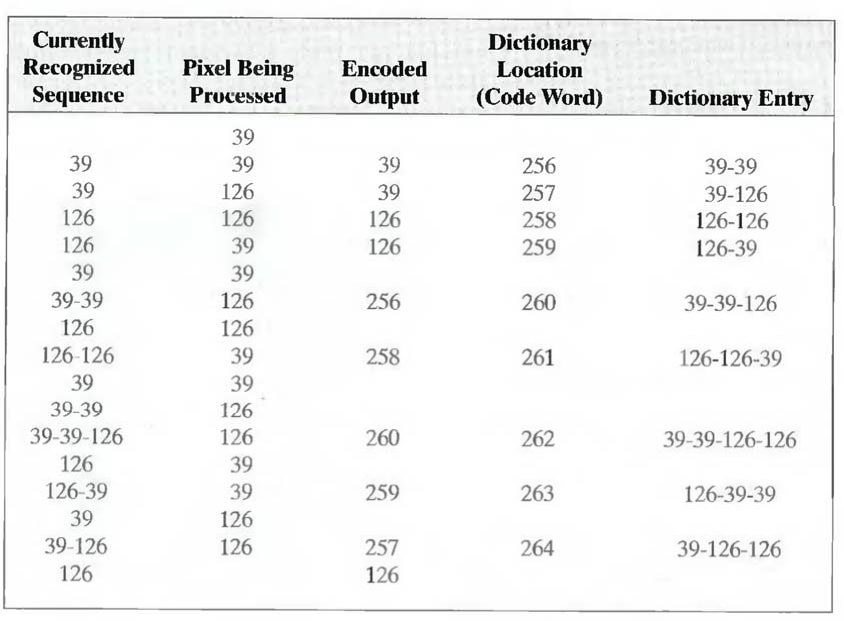 Currently
Recognized
Sequence
Pixel Being
Processed
Encoded
Output
Dictionary
Location
(Code Word)
Dictionary Entry
39
39 39 39 256 39-39
39 126 39 257 39-126
126 126 126 258 126-126
126 39 126 259 126-39
39 39
39-39 126 256 260 39-39-126
126 126
126-126 39 258 261 126-126-39
39 39
39-39 126
39-39-126 126 260 262 39-39-126-126
126 39
126-39 39 259 263 126-39-39
39 126
39-126 126 257 264 39-126-126
126 126